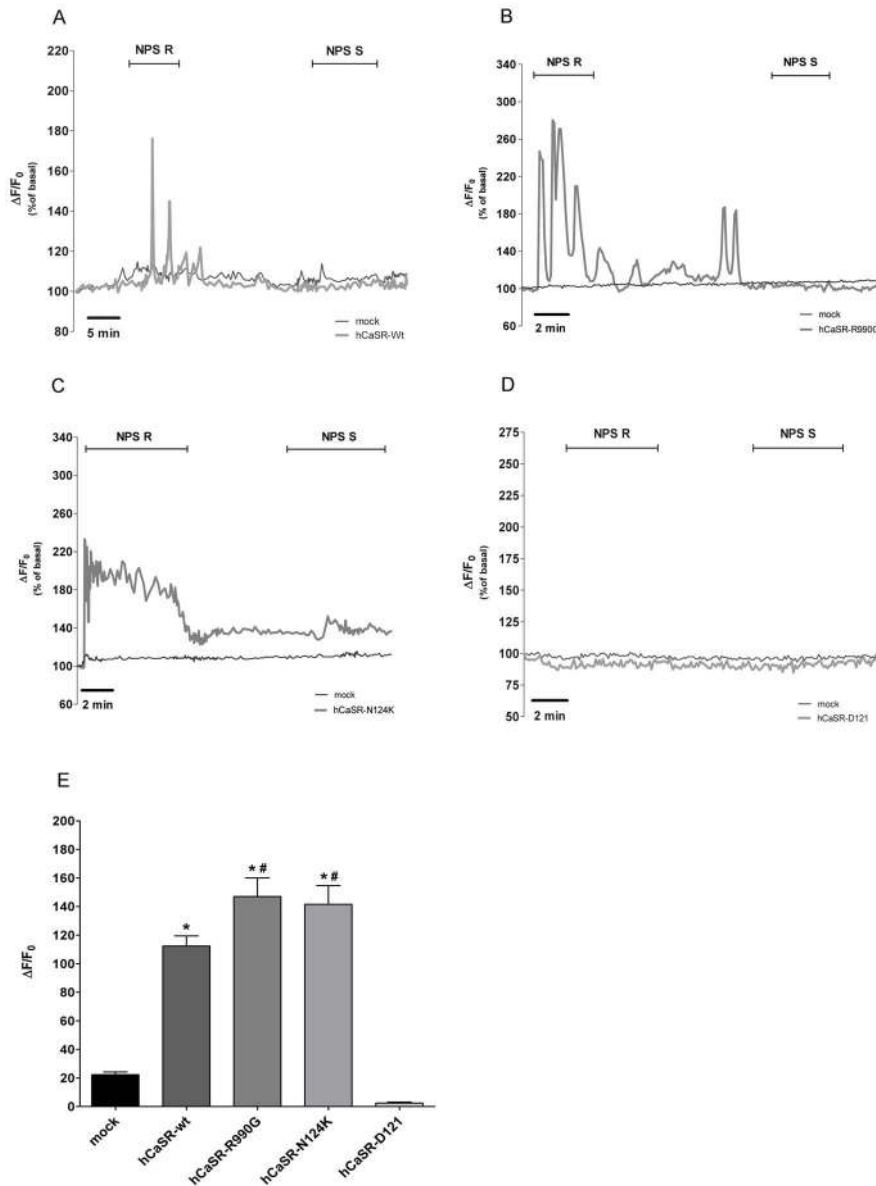 A
NPS R
NPS S
220
200
180
160
140
120
100
80
ΔF/F0
(%of basal)
5 min
mock
hCaSR-Wt
B
NPS R
NPS S
340
300
260
220
180
140
100
60
ΔF/F0
(%of basal)
2 min
mock
hCaSR-R990G
C
NPS R
NPS S
340
300
260
220
180
140
100
60
ΔF/F0
(% of basal)
2 min
mock
hCaSR-N124K
D
NPS R
NPS S
275
250
225
200
175
150
125
100
75
50
ΔF/F0
(%of basal)
2 min
mock
hCaSR-D121
E
200
180
160
140
120
100
80
60
40
20
0
ΔF/F0
*
* #
* #
mock
hCaSR-wt
hCaSR-R990G
hCaSR-N124K
hCaSR-D121